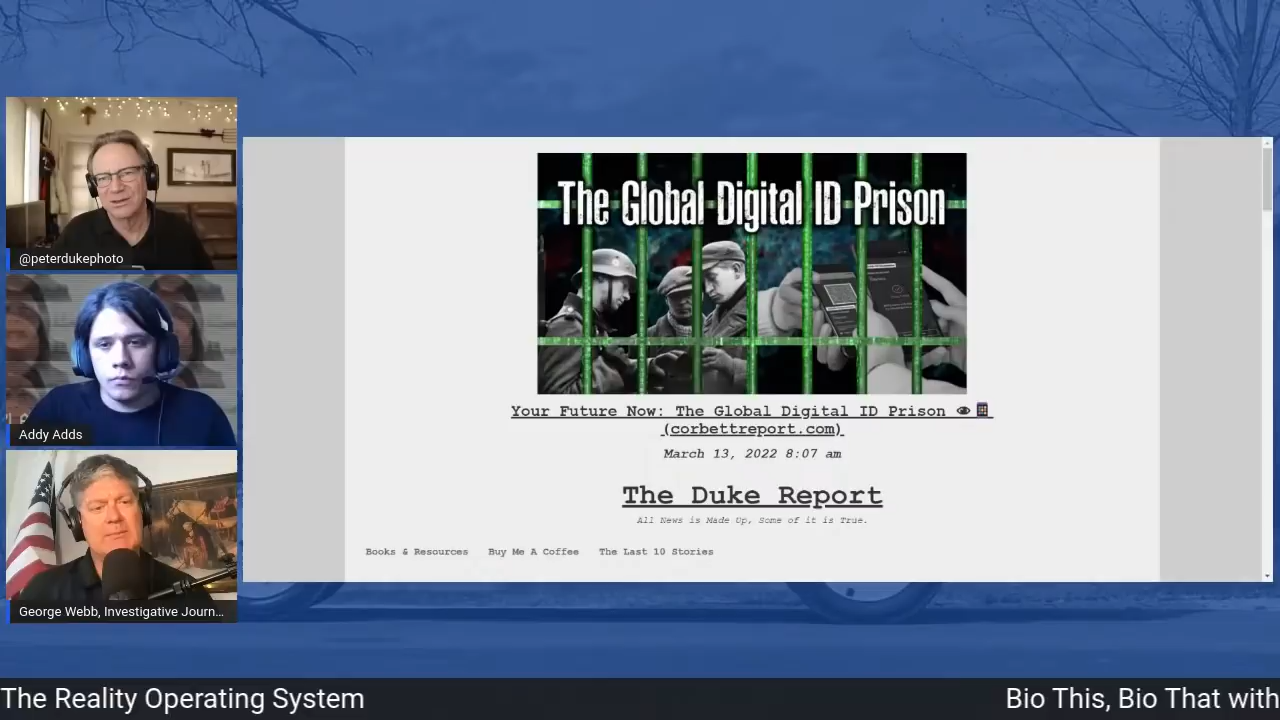 @peterdukephoto
Addy Adds
George Webb, Investigative Journ...
The Global Digital ID Prison
Your Future Now: The Global Digital ID Prison
(corbettreport.com)
March 13, 2022 8:07 am
The Duke Report
All News is Made Up, Some of it is True.
Books & Resources Buy Me A Coffee The Last 10 Stories
The Reality Operating System Bio This, Bio That with